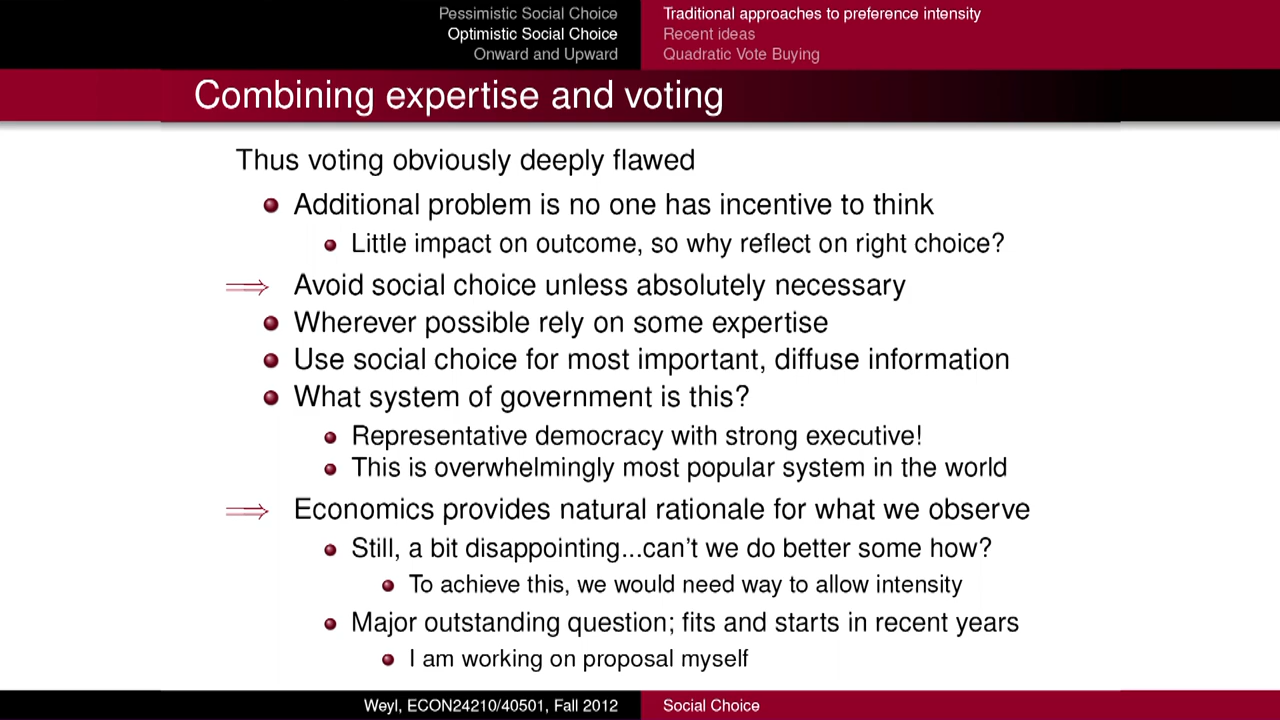 Pessimistic Social Choice
Optimistic Social Choice
Onward and Upward
Traditional approaches to preference intensity
Recent ideas
Quadratic Vote Buying
Combining expertise and voting
Thus voting obviously deeply flawed
Additional problem is no one has incentive to think
Little impact on outcome, so why reflect on right choice?
⟹ Avoid social choice unless absolutely necessary
Wherever possible rely on some expertise
Use social choice for most important, diffuse information
What system of government is this?
Representative democracy with strong executive!
This is overwhelmingly most popular system in the world
⟹ Economics provides natural rationale for what we observe
Still, a bit disappointing...can't we do better some how?
To achieve this, we would need way to allow intensity
Major outstanding question; fits and starts in recent years
I am working on proposal myself
Weyl, ECON24210/40501, Fall 2012
Social Choice